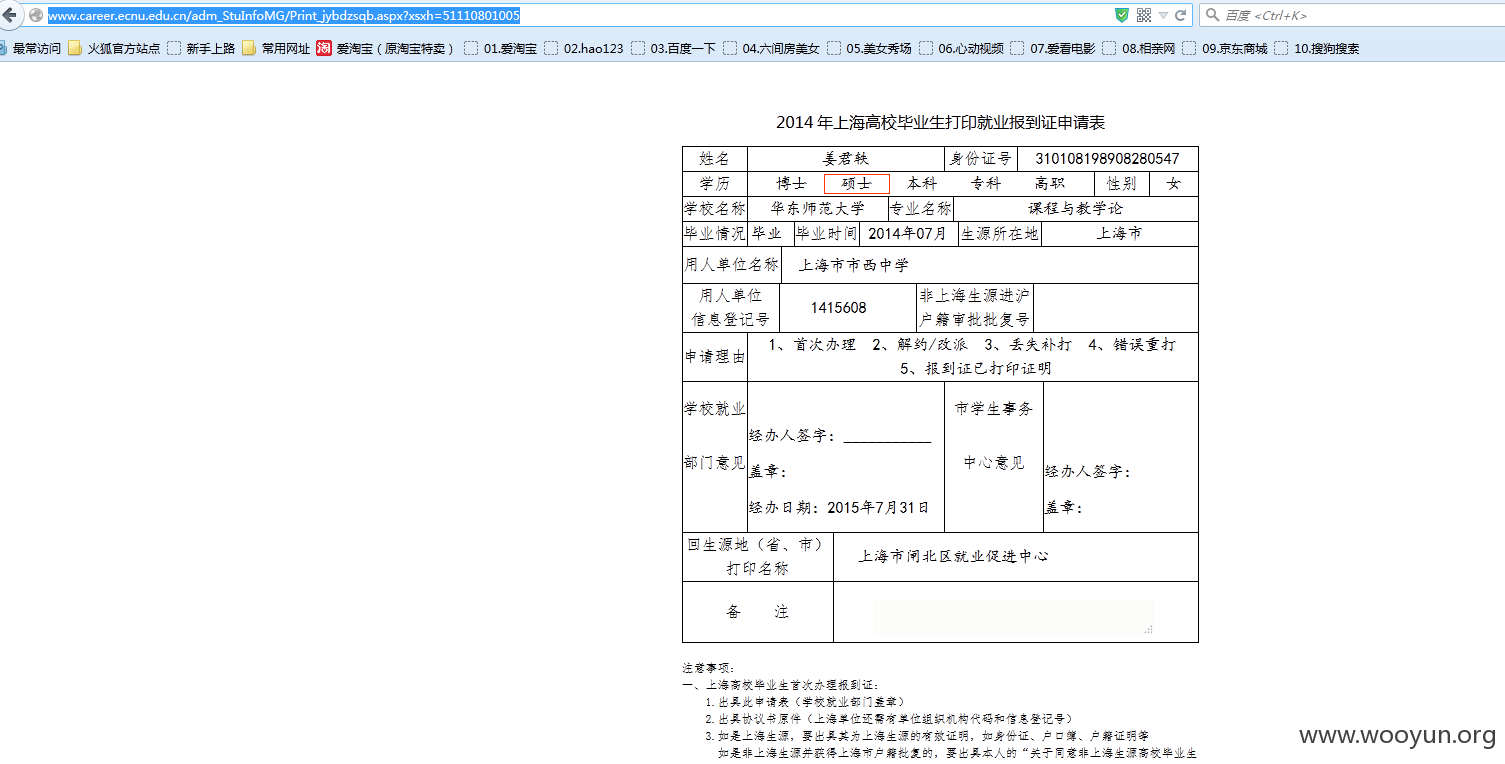 www.career.ecnu.edu.cn/adm_StuInfoMG/Print_jybdzsqb.aspx?xsxh=51110801005
百度 <Ctrl+K>
最常访问 火狐官方站点 新手上路 常用网址 淘 爱淘宝（原淘宝特卖） 01.爱淘宝 02.hao123 03.百度一下 04.六间房美女 05.美女秀场 06.心动视频 07.爱看电影 08.相亲网 09.京东商城 10.搜狗搜索
2014 年上海高校毕业生打印就业报到证申请表
姓名 姜君轶 身份证号 310108198908280547
学历 博士 硕士 本科 专科 高职 性别 女
学校名称 华东师范大学 专业名称 课程与教学论
毕业情况 毕业 毕业时间 2014年07月 生源所在地 上海市
用人单位名称 上海市市西中学
用人单位 非上海生源进沪
信息登记号 1415608 户籍审批批复号
申请理由 1、首次办理 2、解约/改派 3、丢失补打 4、错误重打
5、报到证已打印证明
学校就业 市学生事务
经办人签字：___________
部门意见 中心意见
盖章： 经办人签字：
经办日期：2015年7月31日 盖章：
回生源地（省、市）
打印名称 上海市闸北区就业促进中心
备 注
注意事项：
一、上海高校毕业生首次办理报到证：
1.出具此申请表（学校就业部门盖章）
2.出具协议书原件（上海单位还需有单位组织机构代码和信息登记号）
3.如是上海生源，要出具其为上海生源的有效证明，如身份证、户口簿、户籍证明等
如是非上海生源并获得上海市户籍批复的，要出具本人的“关于同意非上海生源高校毕业生
www.wooyun.org